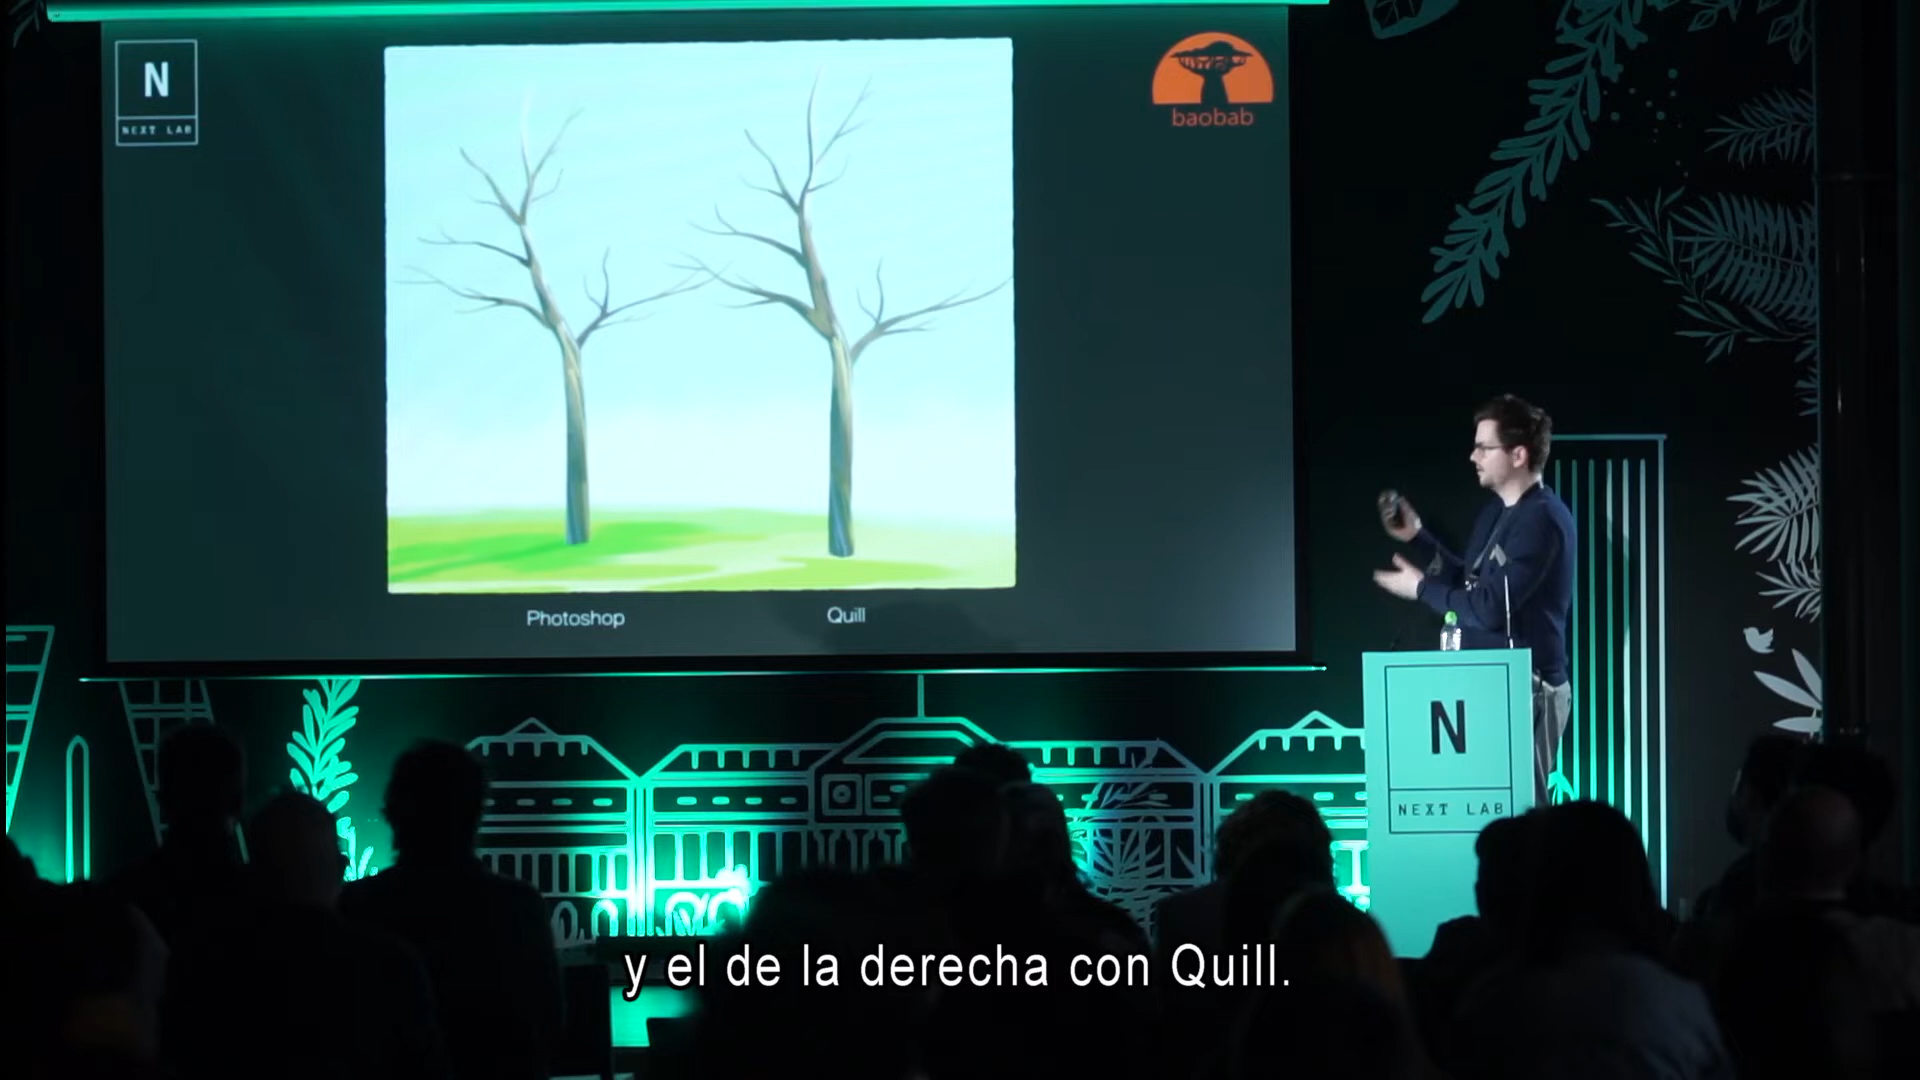 N
NEXT LAB
baobab
Photoshop
Quill
N
NEXT LAB
y el de la derecha con Quill.